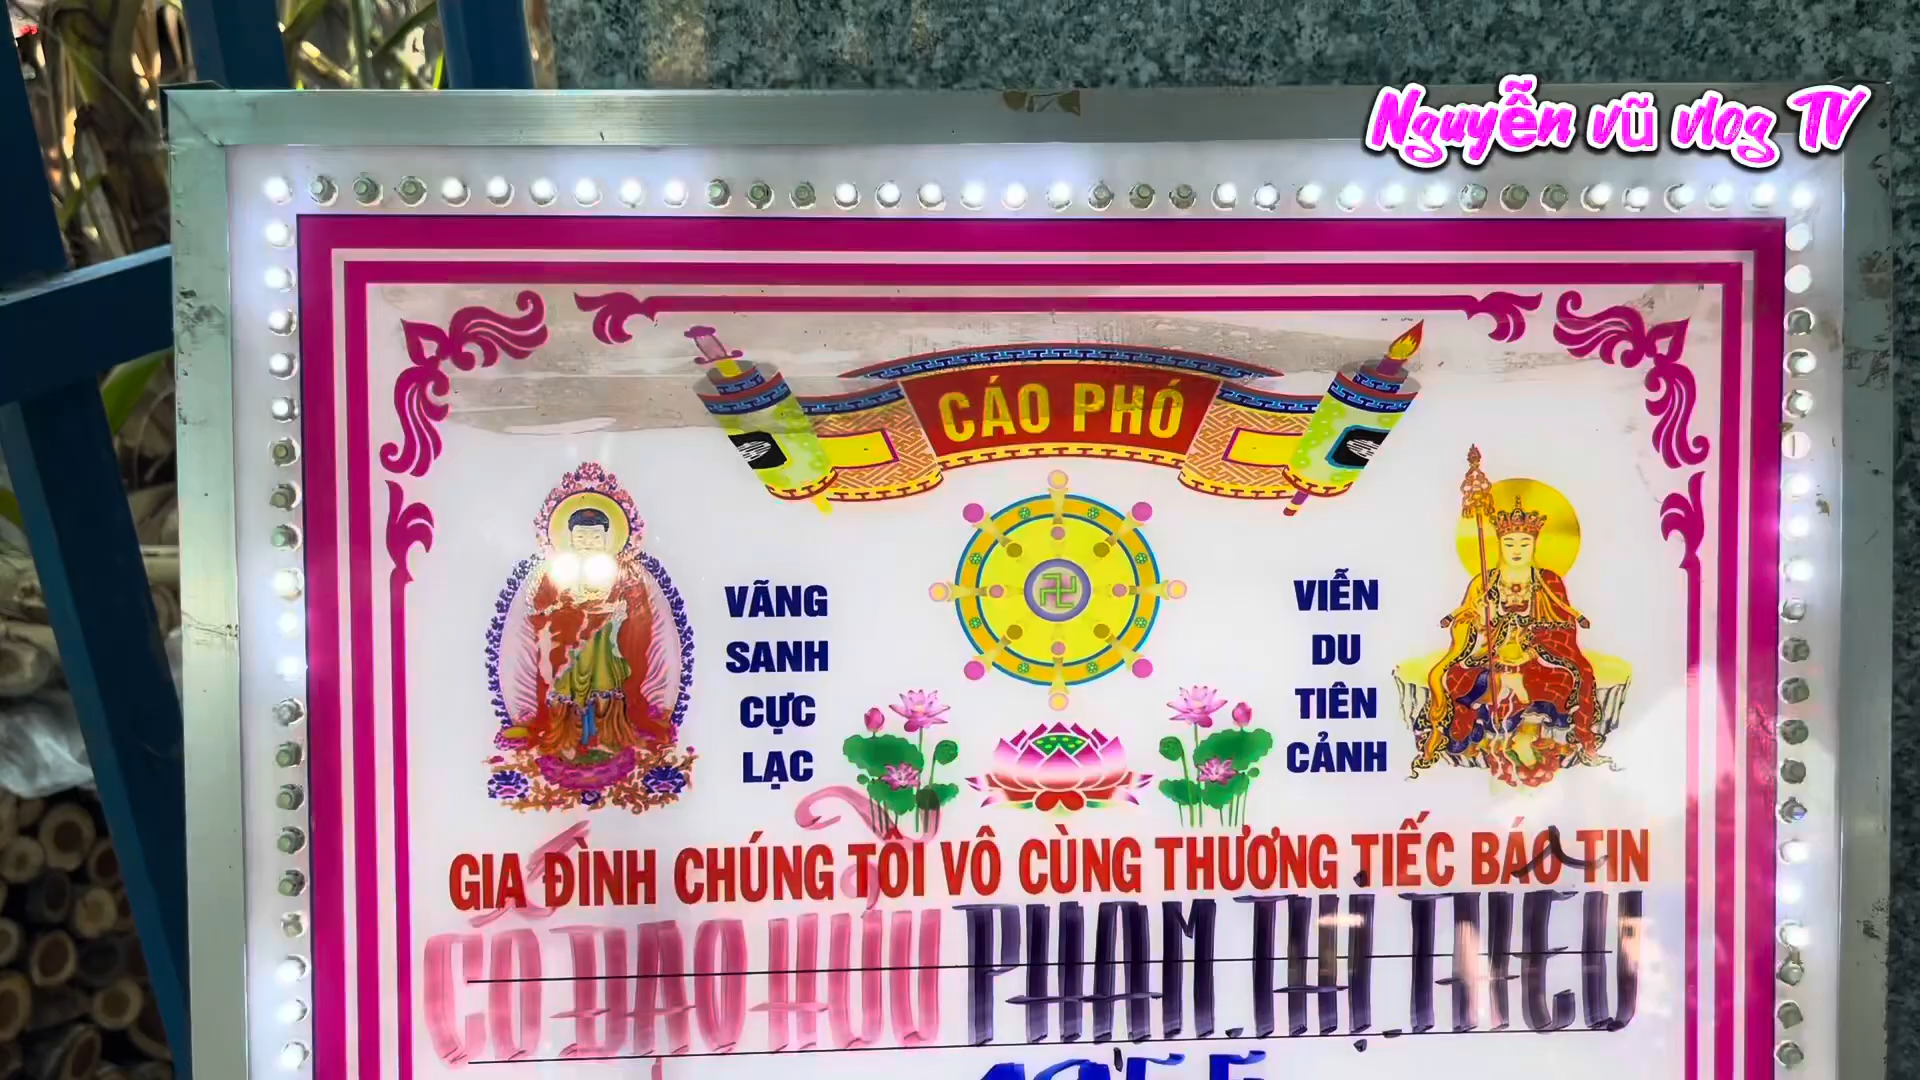 Nguyễn vũ vlog TV
CÁO PHÓ
VÃNG
SANH
CỰC
LẠC
VIỄN
DU
TIÊN
CẢNH
GIA ĐÌNH CHÚNG TÔI VÔ CÙNG THƯƠNG TIẾC BÁO TIN
CỐ ĐẠO HỮU PHẠM THỊ